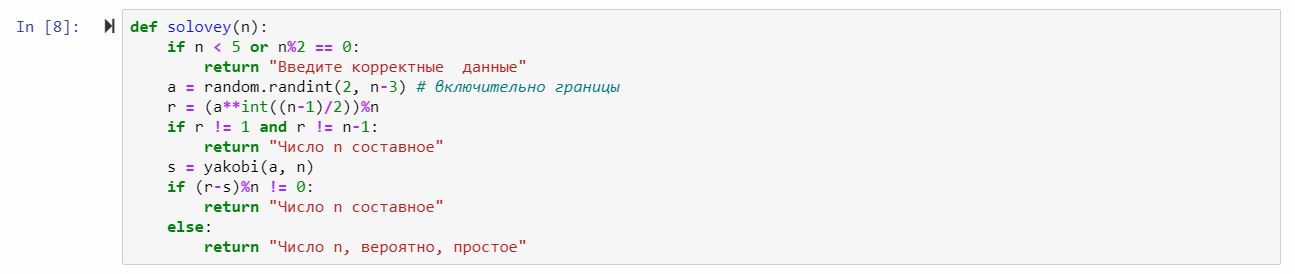 In [8]: def solovey(n):
    if n < 5 or n%2 == 0:
        return "Введите корректные  данные"
    a = random.randint(2, n-3) # включительно границы
    r = (a**int((n-1)/2))%n
    if r != 1 and r != n-1:
        return "Число n составное"
    s = yakobi(a, n)
    if (r-s)%n != 0:
        return "Число n составное"
    else:
        return "Число n, вероятно, простое"